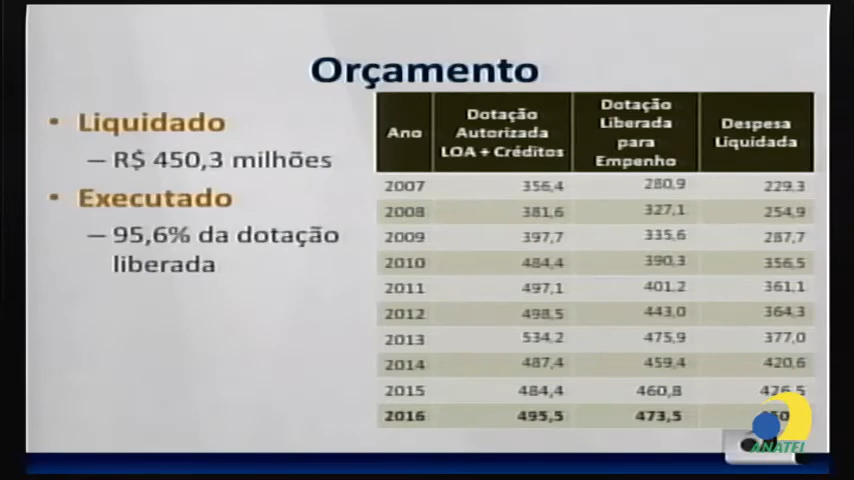 Orçamento
• Liquidado
– R$ 450,3 milhões
• Executado
– 95,6% da dotação
liberada
Ano Dotação Autorizada LOA + Créditos Dotação Liberada para Empenho Despesa Liquidada
2007 356,4 280,9 229,3
2008 381,6 327,1 254,9
2009 397,7 335,6 287,7
2010 484,4 390,3 356,5
2011 497,1 401,2 361,1
2012 498,5 443,0 364,3
2013 534,2 475,9 377,0
2014 487,4 459,4 420,6
2015 484,4 460,8 426,5
2016 495,5 473,5
ANATEL